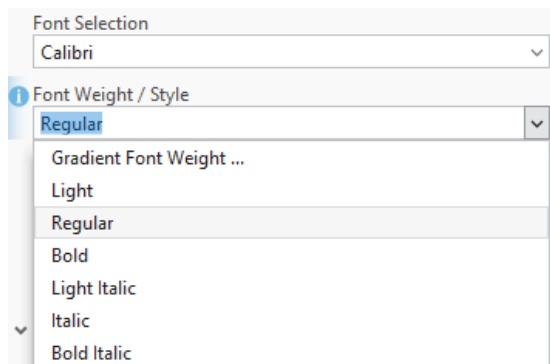 Font Selection
Calibri
Font Weight / Style
Regular
Gradient Font Weight ...
Light
Regular
Bold
Light Italic
Italic
Bold Italic